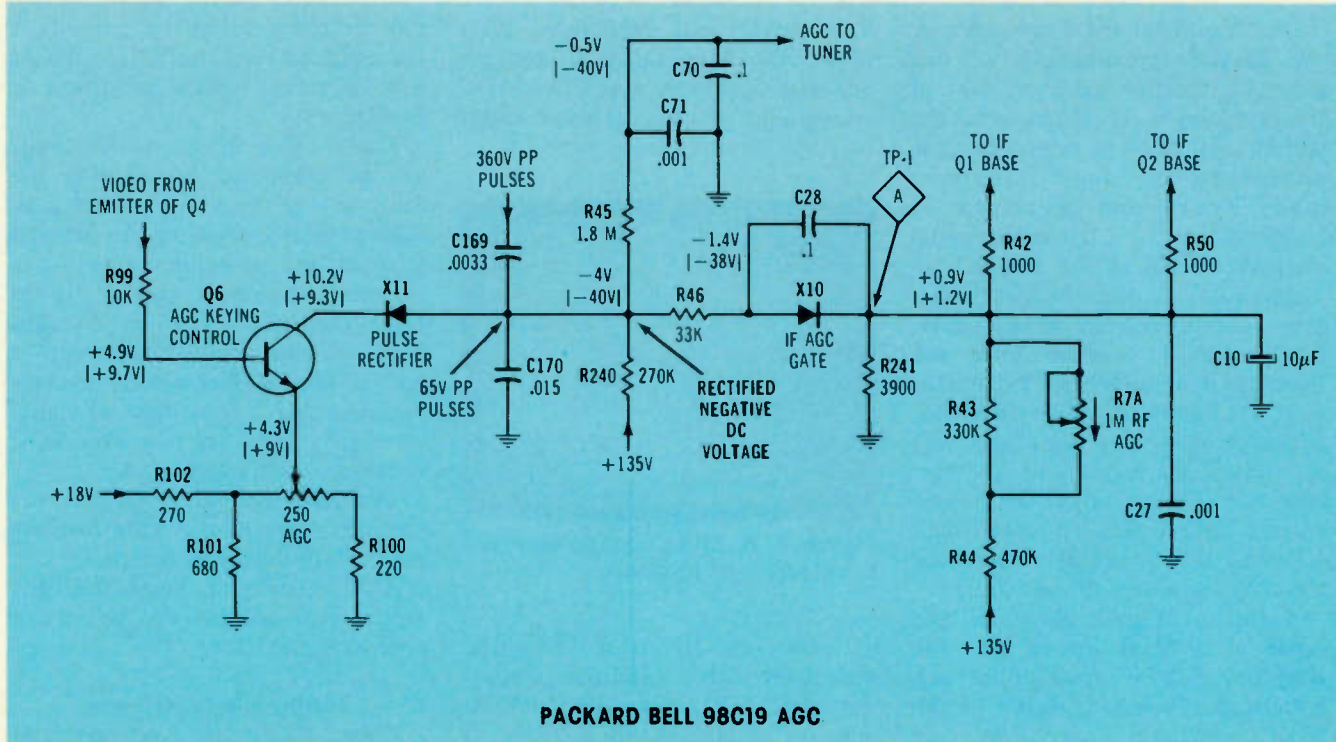 AGC TO
TUNER
−0.5V
|−40V|
C70
.1
C71
.001
360V PP
PULSES
TP-1
A
TO IF
Q1 BASE
TO IF
Q2 BASE
VIDEO FROM
EMITTER OF Q4
R45
1.8 M
C28
.1
R42
1000
R50
1000
C169
.0033
−1.4V
|−38V|
−4V
|−40V|
+0.9V
|+1.2V|
R99
10K
Q6
AGC KEYING
CONTROL
+10.2V
|+9.3V|
X11
PULSE
RECTIFIER
R46
33K
X10
IF AGC
GATE
C10
10μF
+4.9V
|+9.7V|
65V PP
PULSES
C170
.015
R240
270K
RECTIFIED
NEGATIVE
DC
VOLTAGE
R241
3900
R43
330K
R7A
1M RF
AGC
+4.3V
|+9V|
+135V
+18V
R102
270
250
AGC
R101
680
R100
220
R44
470K
C27
.001
+135V
PACKARD BELL 98C19 AGC